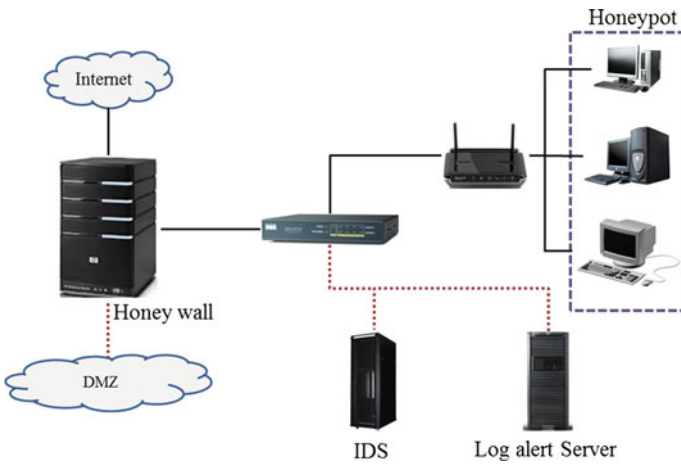 Honeypot
Internet
Honey wall
DMZ
IDS
Log alert Server